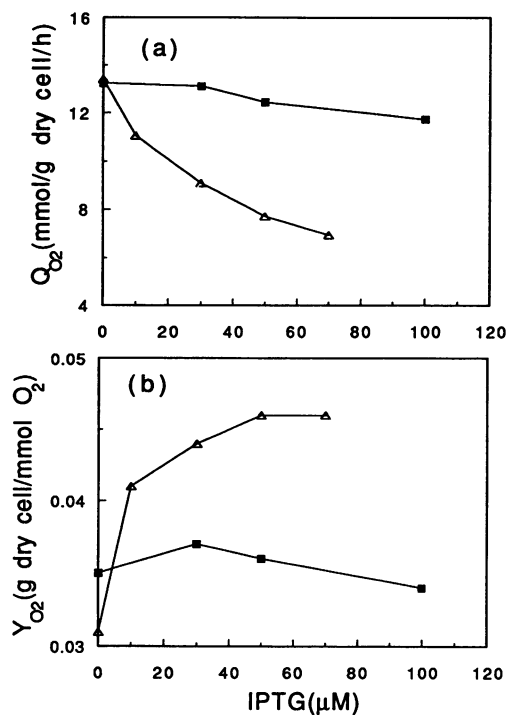 16
(a)
12
8
4
Q_O2(mmol/g dry cell/h)
0 20 40 60 80 100 120
0.05
(b)
0.04
0.03
Y_O2(g dry cell/mmol O2)
0 20 40 60 80 100 120
IPTG(μM)